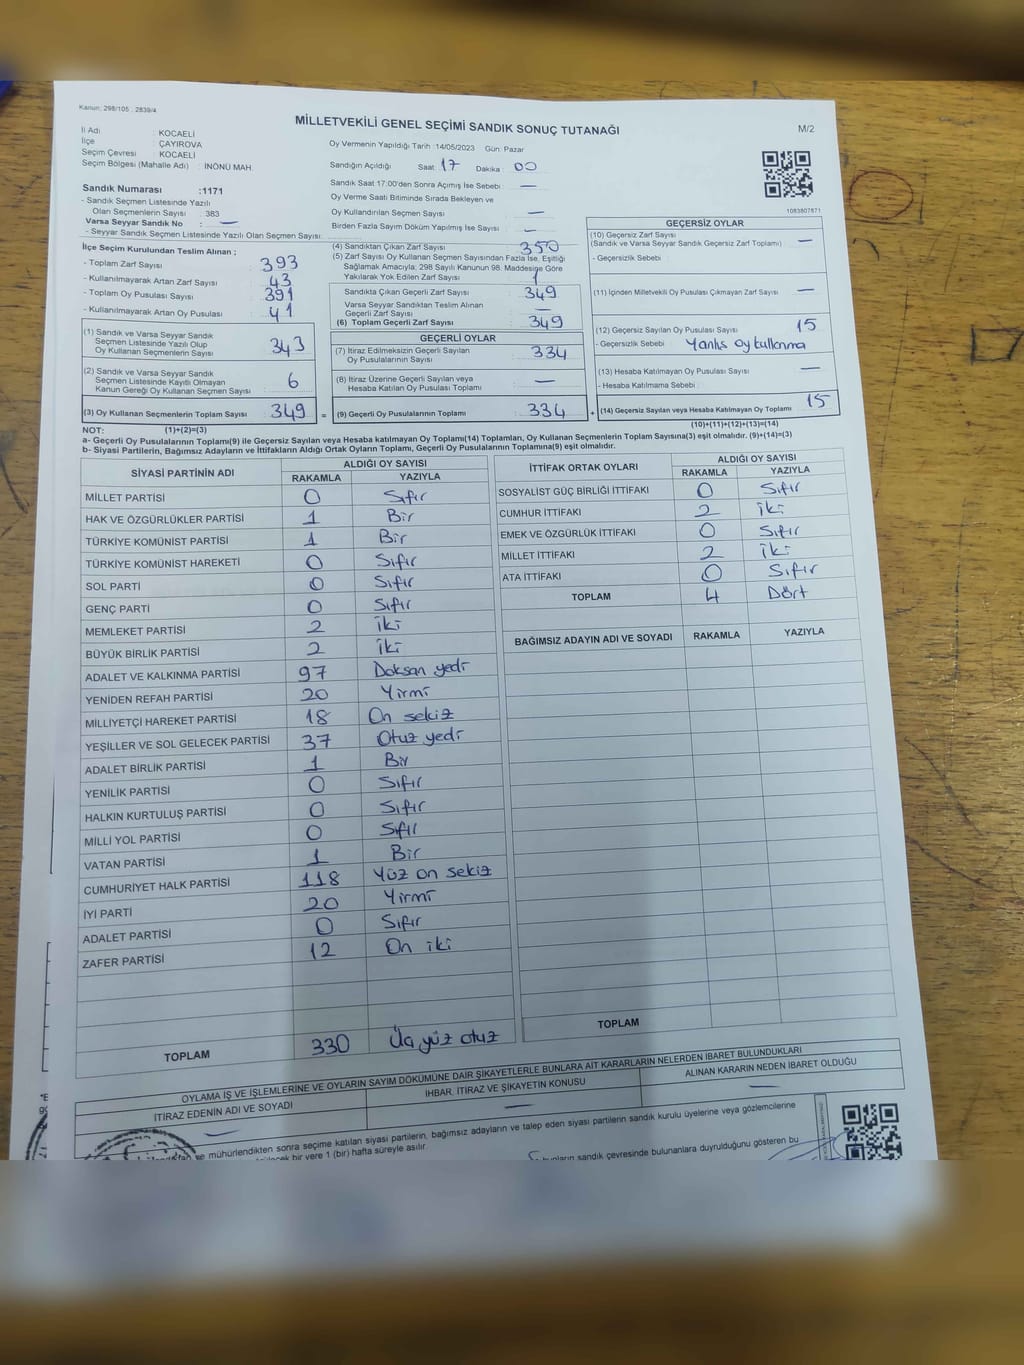 Kanun: 298/105 , 2839/4
MİLLETVEKİLİ GENEL SEÇİMİ SANDIK SONUÇ TUTANAĞI
M/2
İl Adı : KOCAELİ
İlçe : ÇAYIROVA
Seçim Çevresi : KOCAELİ
Seçim Bölgesi (Mahalle Adı) : İNÖNÜ MAH.
Oy Vermenin Yapıldığı Tarih :14/05/2023 Gün: Pazar
Sandığın Açıldığı Saat: 17 Dakika : 00
Sandık Saat 17:00'den Sonra Açılmış İse Sebebi : —
Oy Verme Saati Bitiminde Sırada Bekleyen ve
Oy Kullandırılan Seçmen Sayısı : —
Birden Fazla Sayım Döküm Yapılmış İse Sayısı : —
1083807871
Sandık Numarası :1171
- Sandık Seçmen Listesinde Yazılı
Olan Seçmenlerin Sayısı : 383
Varsa Seyyar Sandık No : —
- Seyyar Sandık Seçmen Listesinde Yazılı Olan Seçmen Sayısı:
İlçe Seçim Kurulundan Teslim Alınan ;
- Toplam Zarf Sayısı : 393
- Kullanılmayarak Artan Zarf Sayısı : 43
- Toplam Oy Pusulası Sayısı : 391
- Kullanılmayarak Artan Oy Pusulası : 41
(1) Sandık ve Varsa Seyyar Sandık
Seçmen Listesinde Yazılı Olup
Oy Kullanan Seçmenlerin Sayısı : 343
(2) Sandık ve Varsa Seyyar Sandık
Seçmen Listesinde Kayıtlı Olmayan
Kanun Gereği Oy Kullanan Seçmen Sayısı : 6
(3) Oy Kullanan Seçmenlerin Toplam Sayısı : 349
(4) Sandıktan Çıkan Zarf Sayısı : 350
(5) Zarf Sayısı Oy Kullanan Seçmen Sayısından Fazla İse, Eşitliği
Sağlamak Amacıyla; 298 Sayılı Kanunun 98. Maddesine Göre
Yakılarak Yok Edilen Zarf Sayısı : 1
Sandıkta Çıkan Geçerli Zarf Sayısı : 349
Varsa Seyyar Sandıktan Teslim Alınan
Geçerli Zarf Sayısı : —
(6) Toplam Geçerli Zarf Sayısı : 349
GEÇERLİ OYLAR
(7) İtiraz Edilmeksizin Geçerli Sayılan
Oy Pusulalarının Sayısı : 334
(8) İtiraz Üzerine Geçerli Sayılan veya
Hesaba Katılan Oy Pusulası Toplamı : —
= (9) Geçerli Oy Pusulalarının Toplamı : 334
GEÇERSİZ OYLAR
(10) Geçersiz Zarf Sayısı
(Sandık ve Varsa Seyyar Sandık Geçersiz Zarf Toplamı) : —
- Geçersizlik Sebebi :
(11) İçinden Milletvekili Oy Pusulası Çıkmayan Zarf Sayısı : —
(12) Geçersiz Sayılan Oy Pusulası Sayısı : 15
- Geçersizlik Sebebi : Yanlış oy kullanma
(13) Hesaba Katılmayan Oy Pusulası Sayısı : —
- Hesaba Katılmama Sebebi :
+ (14) Geçersiz Sayılan veya Hesaba Katılmayan Oy Toplamı : 15
NOT: (1)+(2)=(3) (10)+(11)+(12)+(13)=(14)
a- Geçerli Oy Pusulalarının Toplamı(9) ile Geçersiz Sayılan veya Hesaba katılmayan Oy Toplamı(14) Toplamları, Oy Kullanan Seçmenlerin Toplam Sayısına(3) eşit olmalıdır. (9)+(14)=(3)
b- Siyasi Partilerin, Bağımsız Adayların ve İttifakların Aldığı Ortak Oyların Toplamı, Geçerli Oy Pusulalarının Toplamına(9) eşit olmalıdır.
SİYASİ PARTİNİN ADI ALDIĞI OY SAYISI
RAKAMLA YAZIYLA
MİLLET PARTİSİ 0 Sıfır
HAK VE ÖZGÜRLÜKLER PARTİSİ 1 Bir
TÜRKİYE KOMÜNİST PARTİSİ 1 Bir
TÜRKİYE KOMÜNİST HAREKETİ 0 Sıfır
SOL PARTİ 0 Sıfır
GENÇ PARTİ 0 Sıfır
MEMLEKET PARTİSİ 2 İki
BÜYÜK BİRLİK PARTİSİ 2 İki
ADALET VE KALKINMA PARTİSİ 97 Doksan yedi
YENİDEN REFAH PARTİSİ 20 Yirmi
MİLLİYETÇİ HAREKET PARTİSİ 18 On sekiz
YEŞİLLER VE SOL GELECEK PARTİSİ 37 Otuz yedi
ADALET BİRLİK PARTİSİ 1 Bir
YENİLİK PARTİSİ 0 Sıfır
HALKIN KURTULUŞ PARTİSİ 0 Sıfır
MİLLİ YOL PARTİSİ 0 Sıfır
VATAN PARTİSİ 1 Bir
CUMHURİYET HALK PARTİSİ 118 Yüz on sekiz
İYİ PARTİ 20 Yirmi
ADALET PARTİSİ 0 Sıfır
ZAFER PARTİSİ 12 On iki
TOPLAM 330 Üç yüz otuz
İTTİFAK ORTAK OYLARI ALDIĞI OY SAYISI
RAKAMLA YAZIYLA
SOSYALİST GÜÇ BİRLİĞİ İTTİFAKI 0 Sıfır
CUMHUR İTTİFAKI 2 İki
EMEK VE ÖZGÜRLÜK İTTİFAKI 0 Sıfır
MİLLET İTTİFAKI 2 İki
ATA İTTİFAKI 0 Sıfır
TOPLAM 4 Dört
BAĞIMSIZ ADAYIN ADI VE SOYADI RAKAMLA YAZIYLA
TOPLAM
OYLAMA İŞ VE İŞLEMLERİNE VE OYLARIN SAYIM DÖKÜMÜNE DAİR ŞİKAYETLERLE BUNLARA AİT KARARLARIN NELERDEN İBARET BULUNDUKLARI
İTİRAZ EDENİN ADI VE SOYADI İHBAR, İTİRAZ VE ŞİKAYETİN KONUSU ALINAN KARARIN NEDEN İBARET OLDUĞU
— — —
mühürlendikten sonra seçime katılan siyasi partilerin, bağımsız adayların ve talep eden siyasi partilerin sandık kurulu üyelerine veya gözlemcilerine
bir yere 1 (bir) hafta süreyle asılır.
sandık çevresinde bulunanlara duyrulduğunu gösteren bu